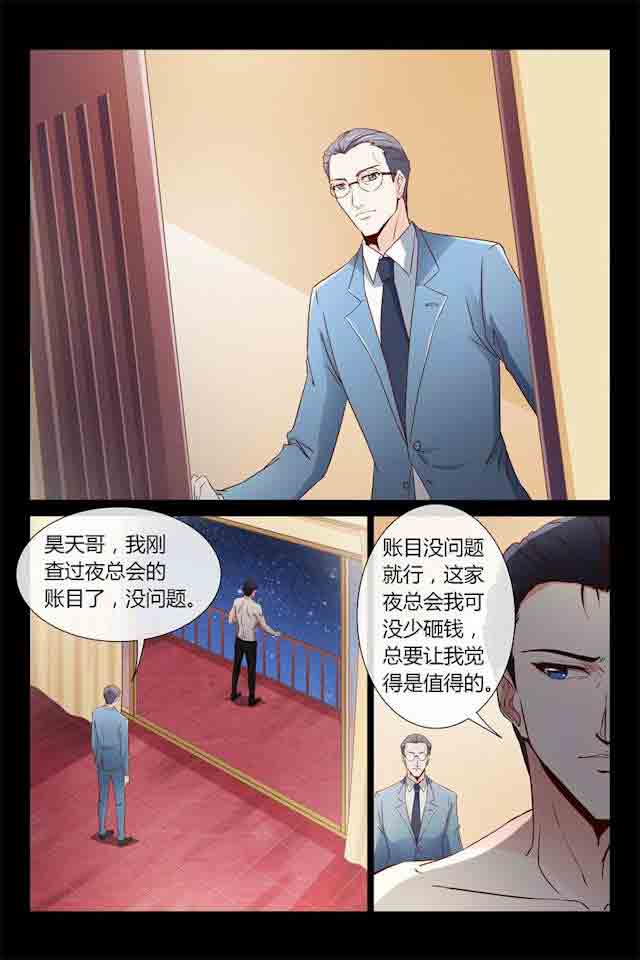 昊天哥，我刚
查过夜总会的
账目了，没问题。
账目没问题
就行，这家
夜总会我可
没少砸钱，
总要让我觉
得是值得的。